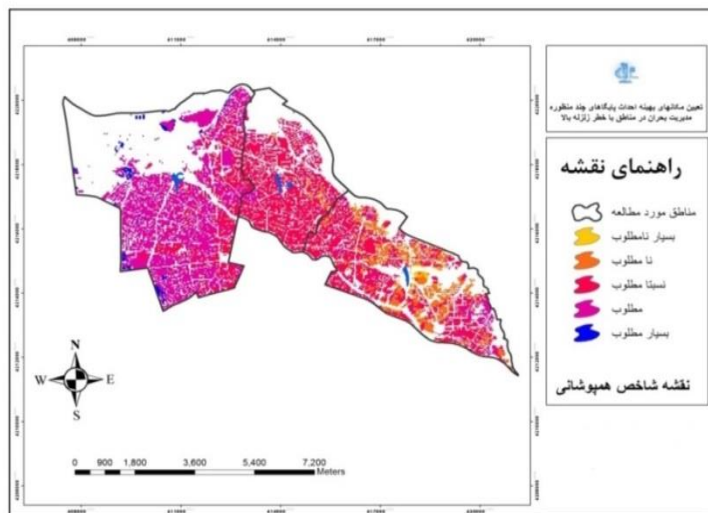 تعیین مکانهای بهینه احداث پایگاهای چند منظوره
مدیریت بحران در مناطق با خطر زلزله بالا
راهنمای نقشه
مناطق مورد مطالعه
بسیار نامطلوب
نا مطلوب
نسبتا مطلوب
مطلوب
بسیار مطلوب
نقشه شاخص همپوشانی
N
W E
S
0 900 1,800 3,600 5,400 7,200
Meters